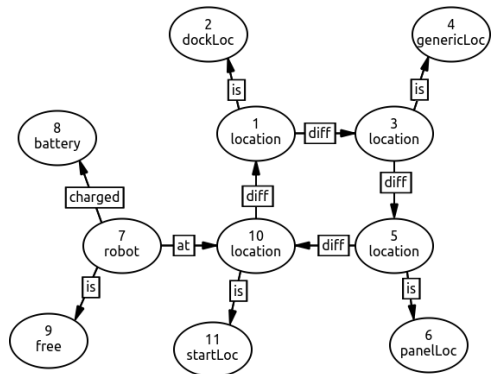 2
dockLoc
4
genericLoc
is
is
8
battery
1
location
diff
3
location
charged
diff
diff
7
robot
at
10
location
diff
5
location
is
is
is
9
free
11
startLoc
6
panelLoc